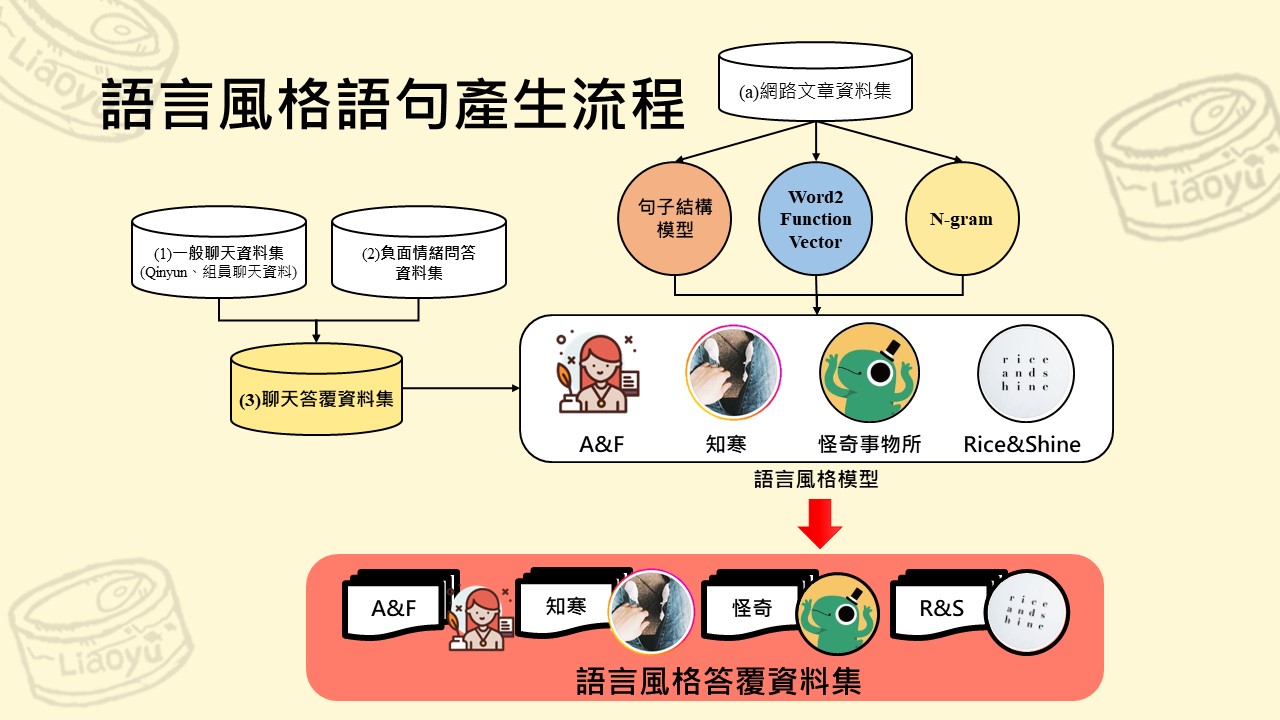 Liaoyu
語言風格語句產生流程
(a)網路文章資料集
Liaoyu
句子結構
模型
Word2
Function
Vector
N-gram
(1)一般聊天資料集
(Qinyun、組員聊天資料)
(2)負面情緒問答
資料集
(3)聊天答覆資料集
rice
ands
hine
A&F
知寒
怪奇事物所
Rice&Shine
語言風格模型
Liaoyu
A&F
知寒
怪奇
R&S
rice
ands
hine
語言風格答覆資料集